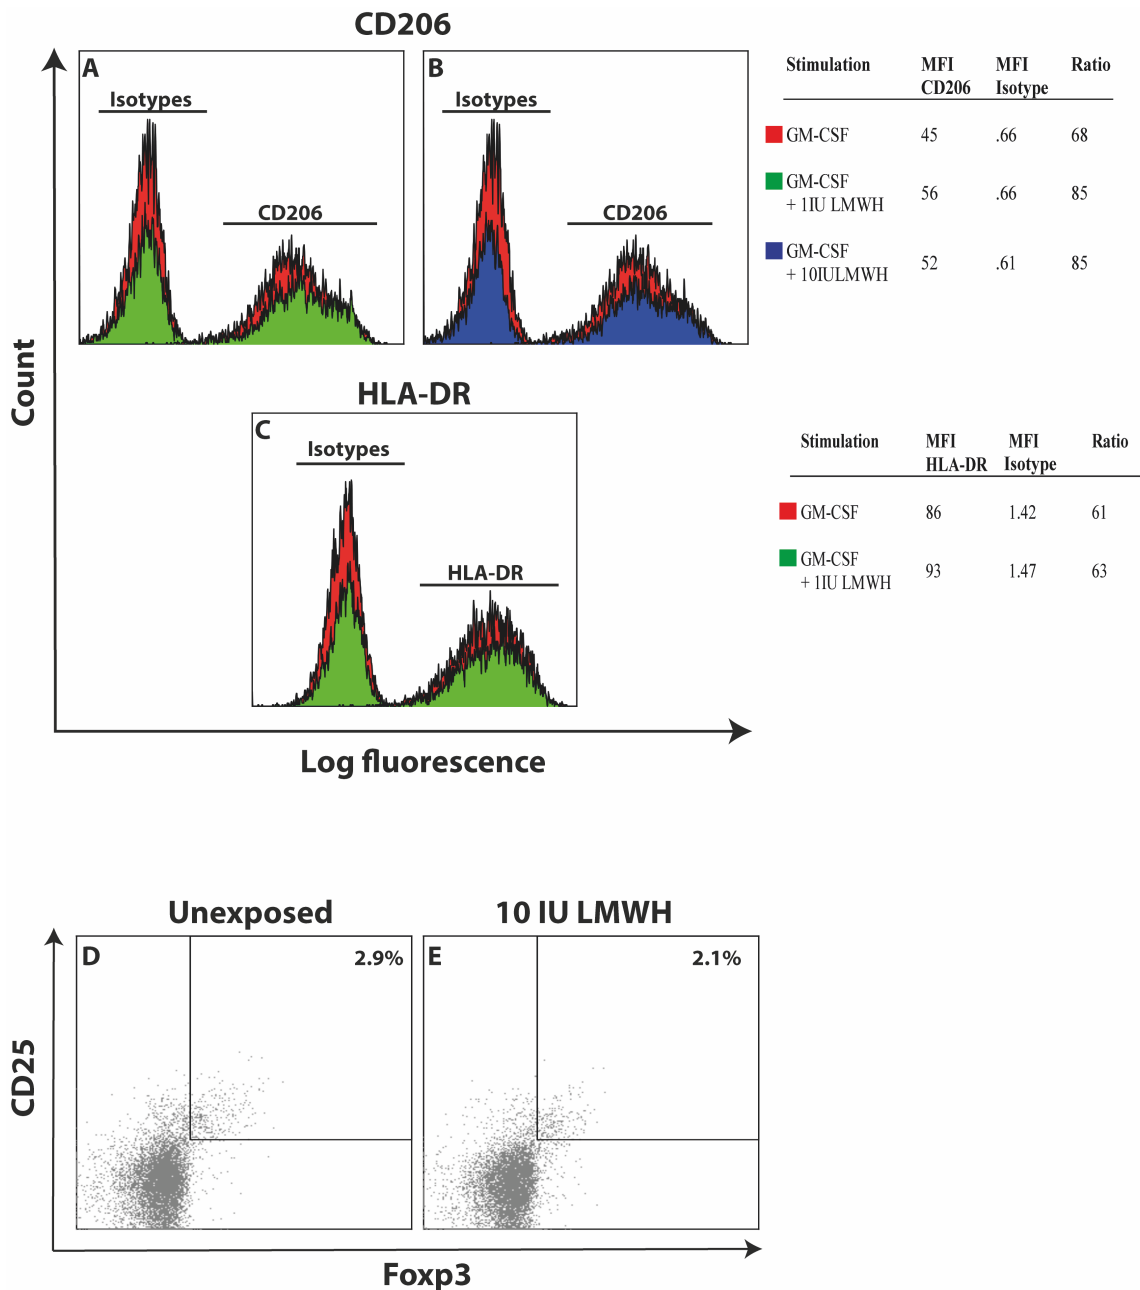 CD206
A
Isotypes
CD206
B
Isotypes
CD206
Stimulation MFI CD206 MFI Isotype Ratio
GM-CSF 45 .66 68
GM-CSF + 1IU LMWH 56 .66 85
GM-CSF + 10IULMWH 52 .61 85
Count
HLA-DR
C
Isotypes
HLA-DR
Stimulation MFI HLA-DR MFI Isotype Ratio
GM-CSF 86 1.42 61
GM-CSF + 1IU LMWH 93 1.47 63
Log fluorescence
Unexposed
10 IU LMWH
D
2.9%
E
2.1%
CD25
Foxp3